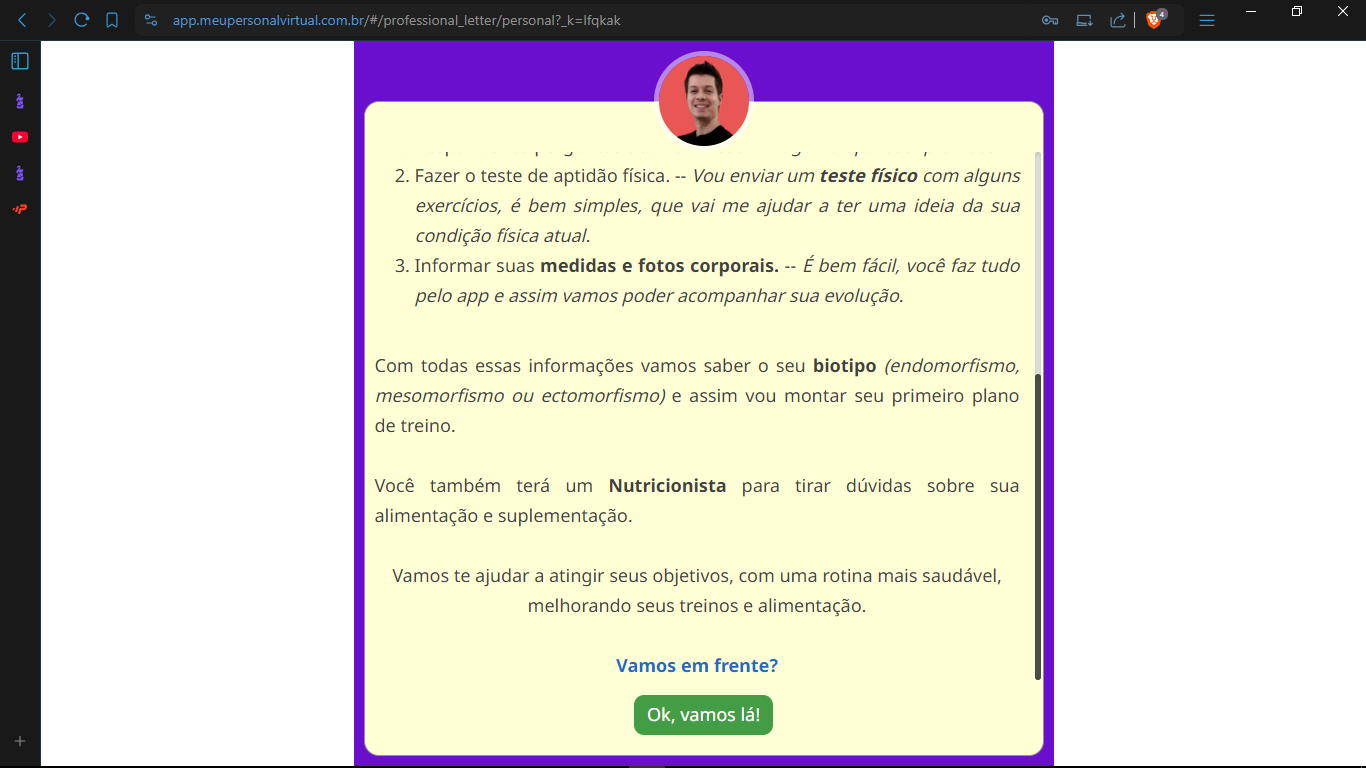 app.meupersonalvirtual.com.br/#/professional_letter/personal?_k=lfqkak
4
2. Fazer o teste de aptidão física. -- Vou enviar um teste físico com alguns
exercícios, é bem simples, que vai me ajudar a ter uma ideia da sua
condição física atual.
3. Informar suas medidas e fotos corporais. -- É bem fácil, você faz tudo
pelo app e assim vamos poder acompanhar sua evolução.
Com todas essas informações vamos saber o seu biotipo (endomorfismo,
mesomorfismo ou ectomorfismo) e assim vou montar seu primeiro plano
de treino.
Você também terá um Nutricionista para tirar dúvidas sobre sua
alimentação e suplementação.
Vamos te ajudar a atingir seus objetivos, com uma rotina mais saudável,
melhorando seus treinos e alimentação.
Vamos em frente?
Ok, vamos lá!